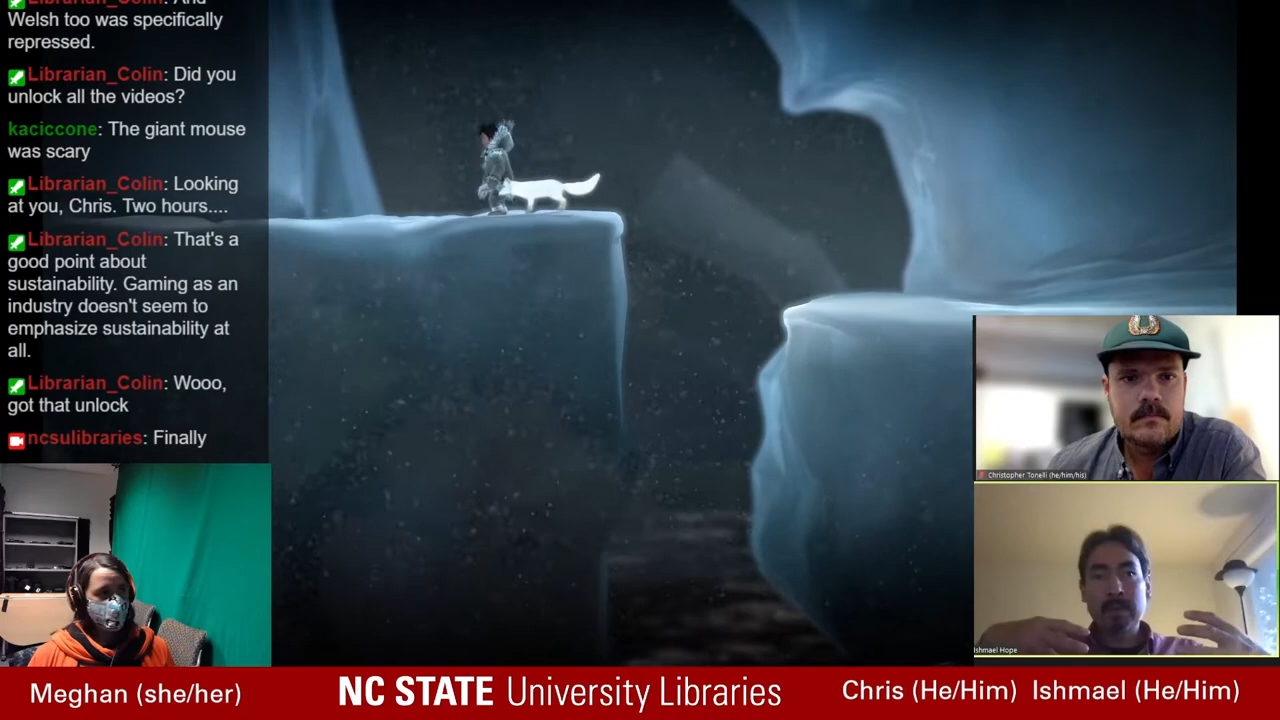 Librarian_Colin: And
Welsh too was specifically
repressed.
Librarian_Colin: Did you
unlock all the videos?
kaciccone: The giant mouse
was scary
Librarian_Colin: Looking
at you, Chris. Two hours....
Librarian_Colin: That's a
good point about
sustainability. Gaming as an
industry doesn't seem to
emphasize sustainability at
all.
Librarian_Colin: Wooo,
got that unlock
ncsulibraries: Finally
Christopher Tonelli (he/him/his)
Ishmael Hope
Meghan (she/her)
NC STATE University Libraries
Chris (He/Him) Ishmael (He/Him)